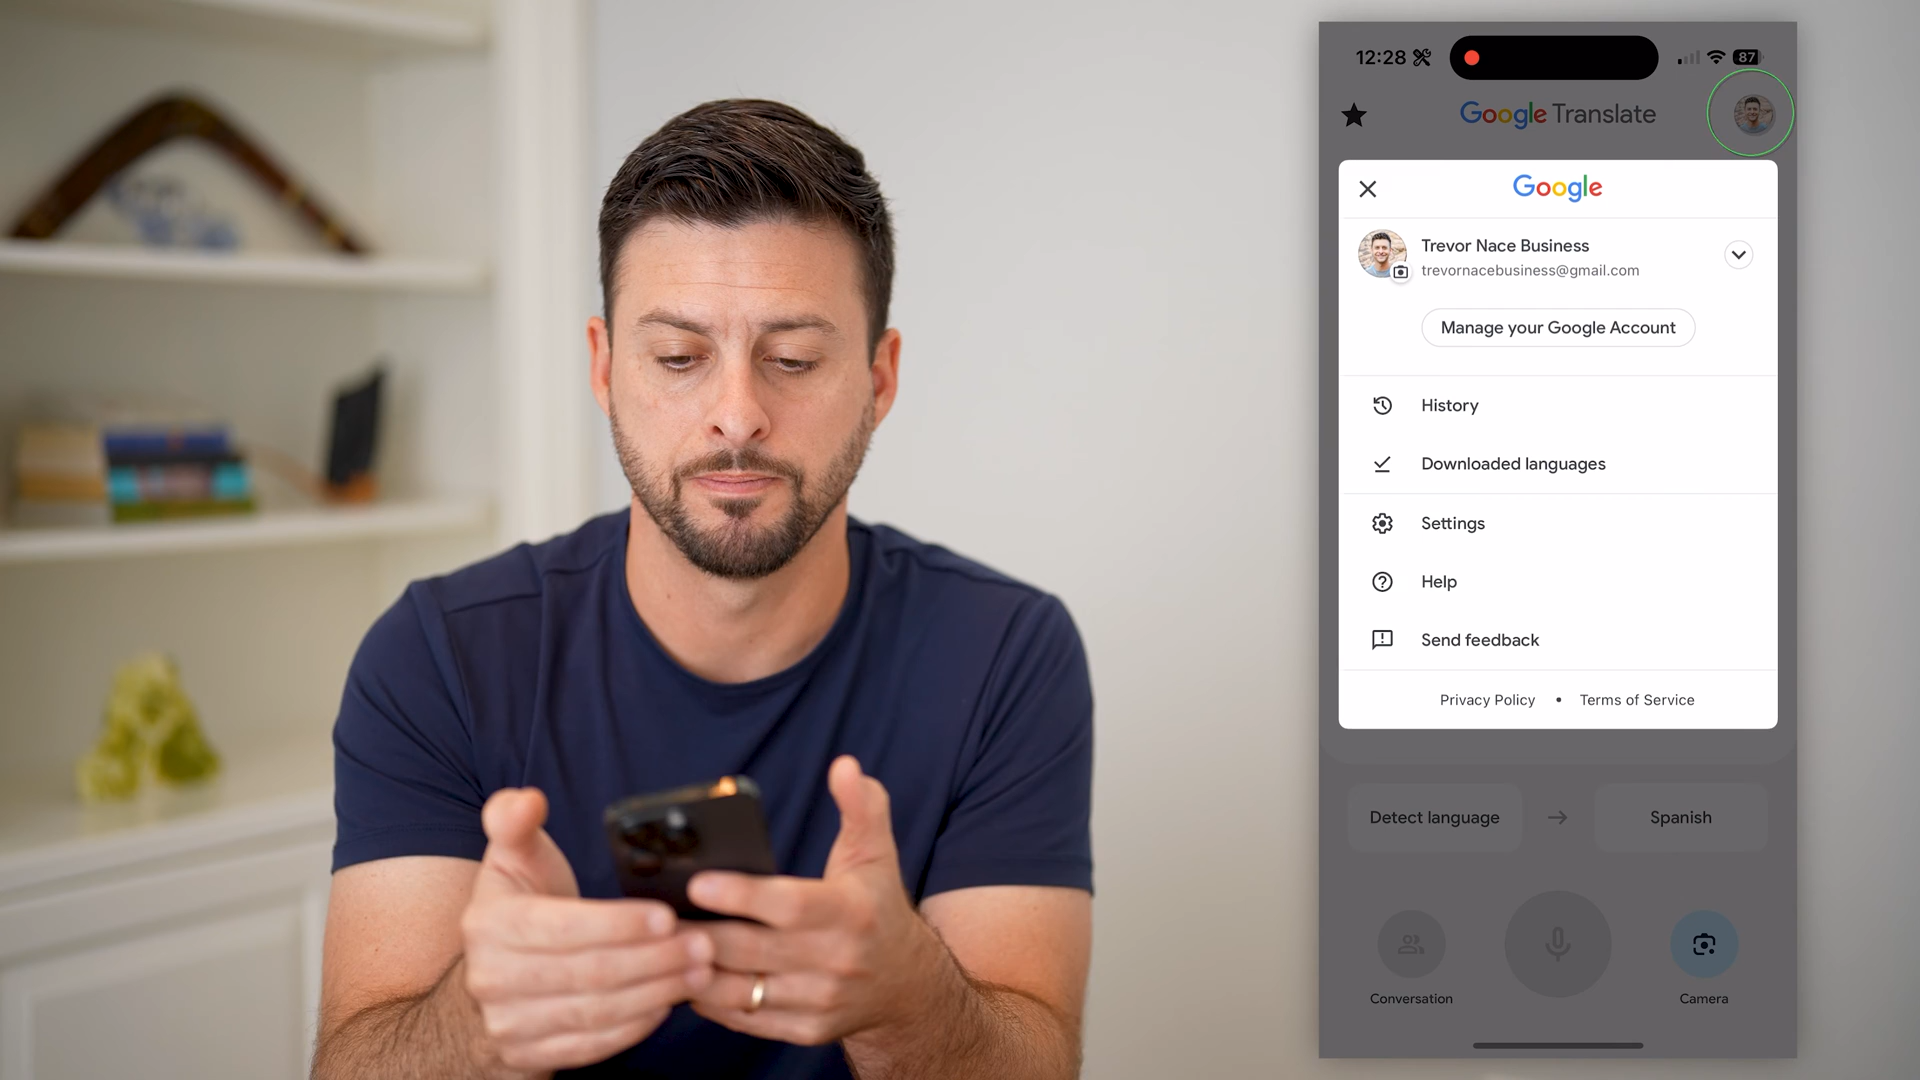 12:28
87
Google Translate
Google
Trevor Nace Business
trevornacebusiness@gmail.com
Manage your Google Account
History
Downloaded languages
Settings
Help
Send feedback
Privacy Policy • Terms of Service
Detect language → Spanish
Conversation
Camera